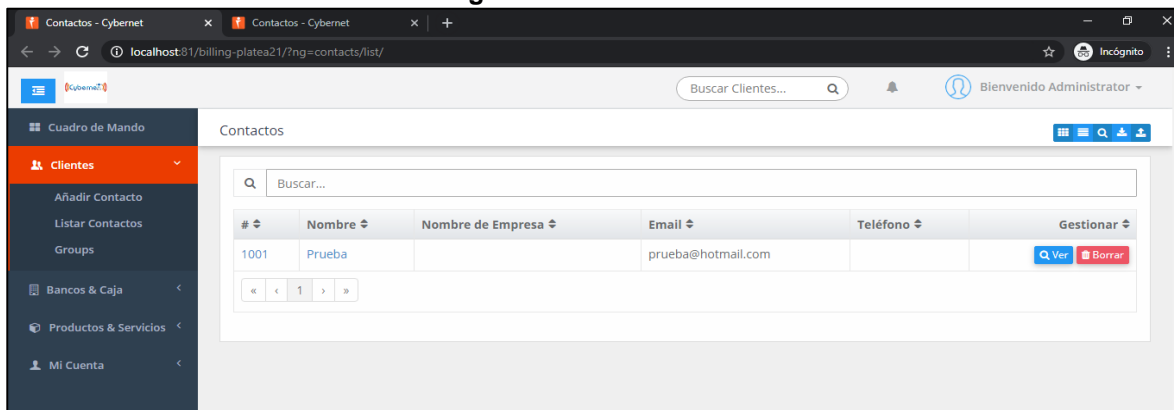 Contactos - Cybernet
Contactos - Cybernet
localhost:81/billing-platea21/?ng=contacts/list/
Incógnito
Cybernet
Buscar Clientes...
Bienvenido Administrator
Cuadro de Mando
Contactos
Clientes
Añadir Contacto
Listar Contactos
Groups
Bancos & Caja
Productos & Servicios
Mi Cuenta
Buscar...
# Nombre Nombre de Empresa Email Teléfono Gestionar
1001 Prueba prueba@hotmail.com Ver Borrar
« ‹ 1 › »